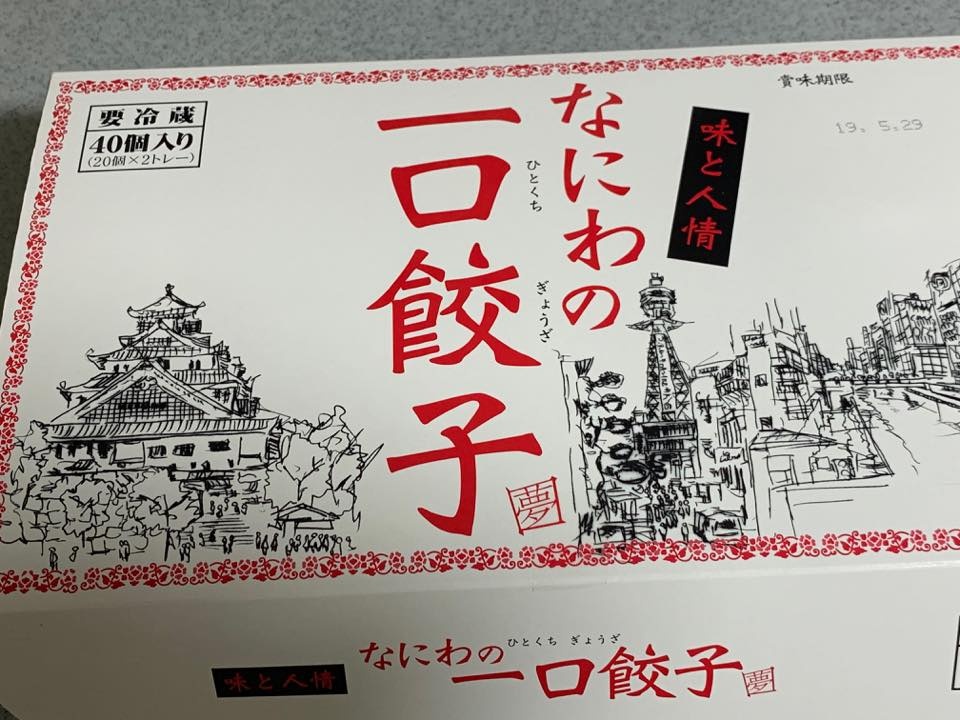 賞味期限
19. 5.29
味と人情
なにわの
一口餃子
ひとくち
ぎょうざ
夢
要冷蔵
40個入り
(20個×2トレー)
味と人情
なにわの
ひとくち ぎょうざ
一口餃子
夢